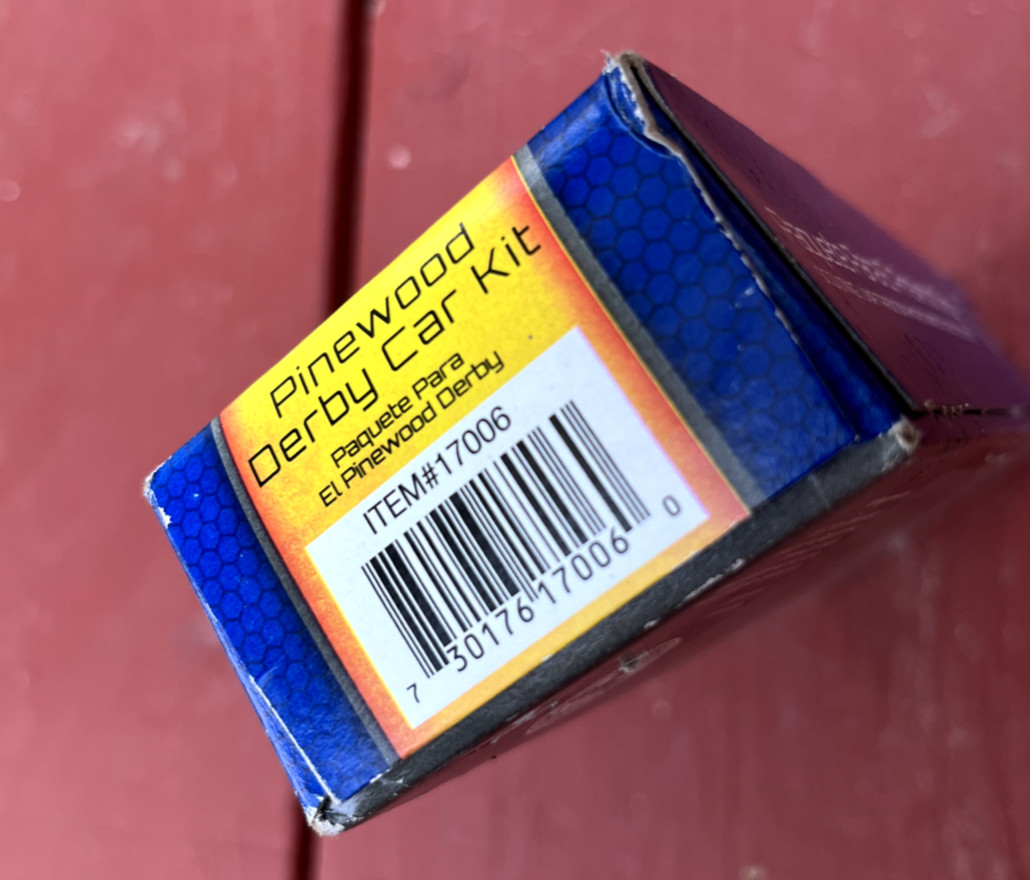 Pinewood
Derby Car Kit
Paquete Para
El Pinewood Derby
ITEM#17006
7 30176 17006 0